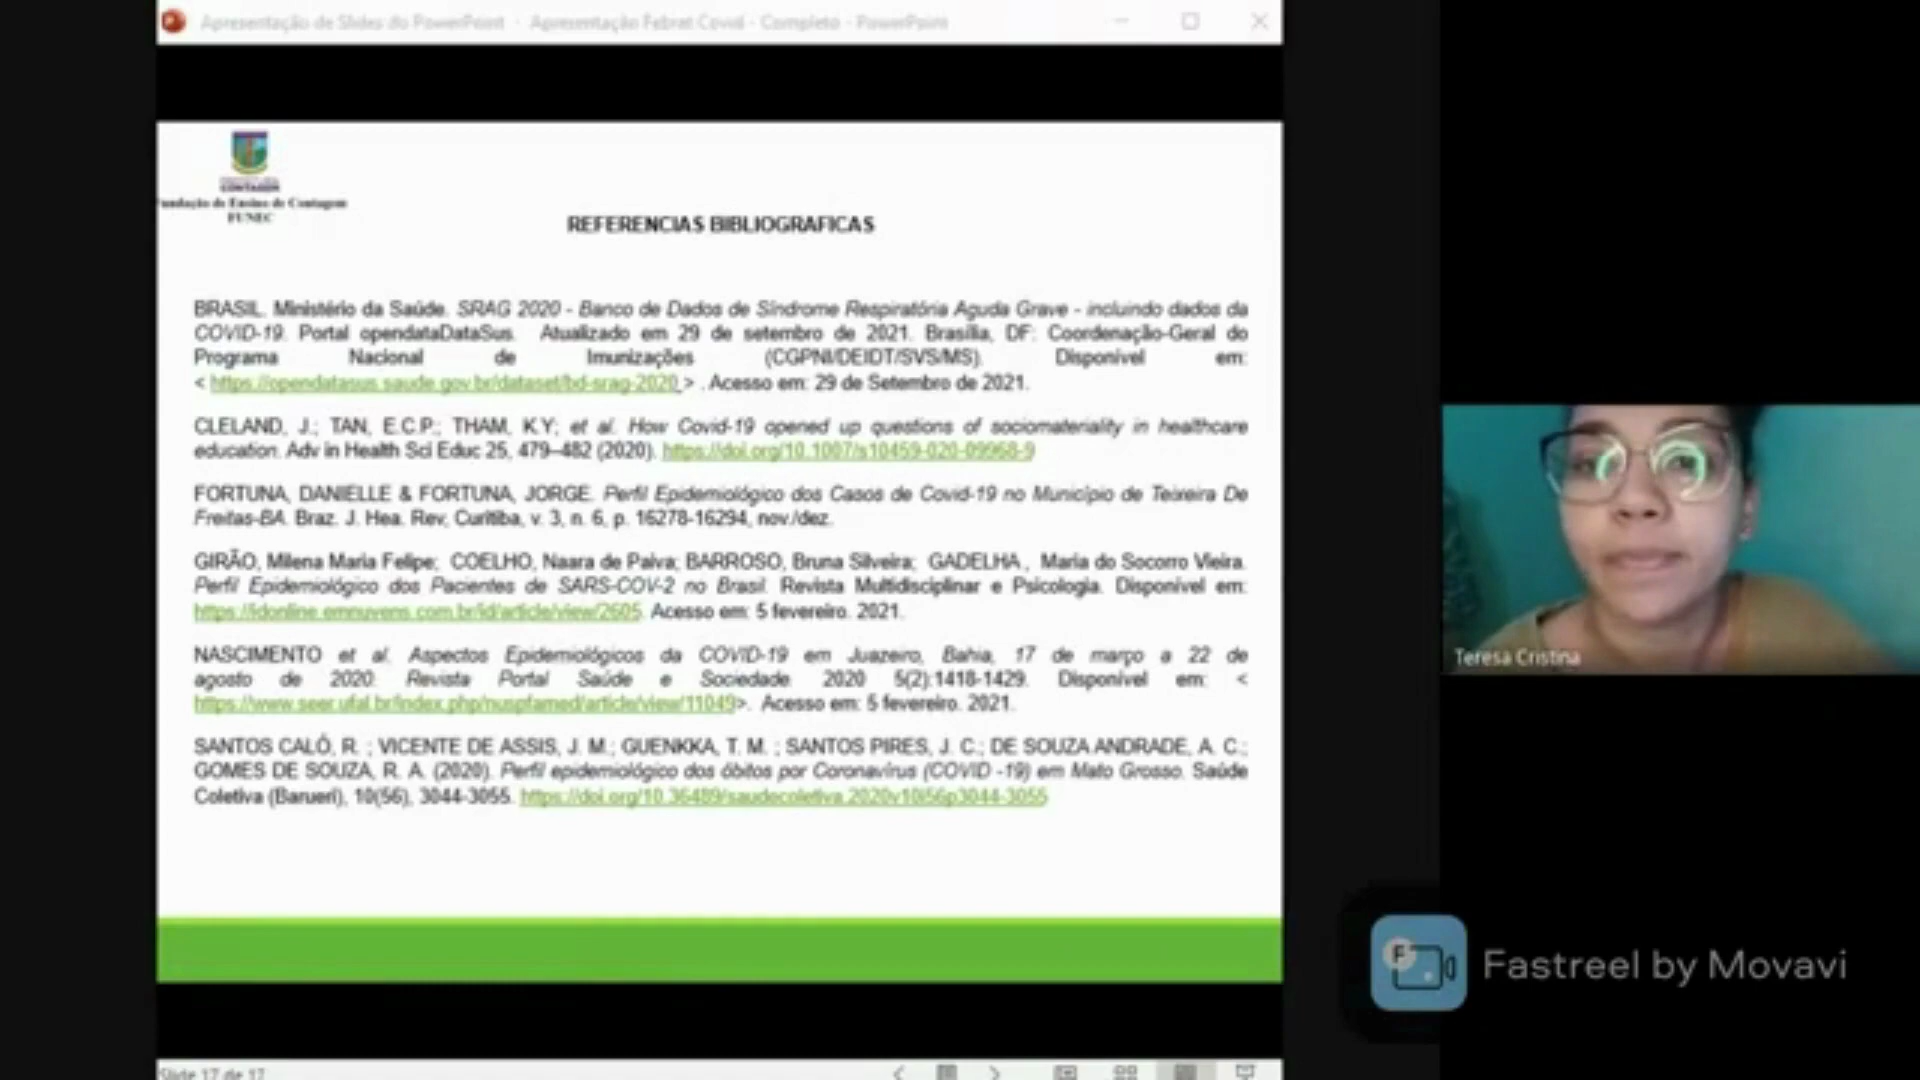 Apresentação de Slides do PowerPoint - Apresentação Febrat Covid - Completo - PowerPoint
CONTAGEM
Fundação de Ensino de Contagem
FUNEC
REFERENCIAS BIBLIOGRAFICAS
BRASIL. Ministério da Saúde. SRAG 2020 - Banco de Dados de Síndrome Respiratória Aguda Grave - incluindo dados da
COVID-19. Portal opendataDataSus. Atualizado em 29 de setembro de 2021. Brasília, DF: Coordenação-Geral do
Programa Nacional de Imunizações (CGPNI/DEIDT/SVS/MS). Disponível em:
< https://opendatasus.saude.gov.br/dataset/bd-srag-2020 > . Acesso em: 29 de Setembro de 2021.
CLELAND, J.; TAN, E.C.P.; THAM, K.Y; et al. How Covid-19 opened up questions of sociomateriality in healthcare
education. Adv in Health Sci Educ 25, 479–482 (2020). https://doi.org/10.1007/s10459-020-09968-9
FORTUNA, DANIELLE & FORTUNA, JORGE. Perfil Epidemiológico dos Casos de Covid-19 no Município de Teixeira De
Freitas-BA. Braz. J. Hea. Rev, Curitiba, v. 3, n. 6, p. 16278-16294, nov./dez.
GIRÃO, Milena Maria Felipe; COELHO, Naara de Paiva; BARROSO, Bruna Silveira; GADELHA , Maria do Socorro Vieira.
Perfil Epidemiológico dos Pacientes de SARS-COV-2 no Brasil. Revista Multidisciplinar e Psicologia. Disponível em:
https://idonline.emnuvens.com.br/id/article/view/2605. Acesso em: 5 fevereiro. 2021.
NASCIMENTO et al. Aspectos Epidemiológicos da COVID-19 em Juazeiro, Bahia, 17 de março a 22 de
agosto de 2020. Revista Portal Saúde e Sociedade. 2020 5(2):1418-1429. Disponível em: <
https://www.seer.ufal.br/index.php/nuspfamed/article/view/11049>. Acesso em: 5 fevereiro. 2021.
SANTOS CALÓ, R. ; VICENTE DE ASSIS, J. M.; GUENKKA, T. M. ; SANTOS PIRES, J. C.; DE SOUZA ANDRADE, A. C.;
GOMES DE SOUZA, R. A. (2020). Perfil epidemiológico dos óbitos por Coronavírus (COVID -19) em Mato Grosso. Saúde
Coletiva (Barueri), 10(56), 3044-3055. https://doi.org/10.36489/saudecoletiva.2020v10i56p3044-3055
Teresa Cristina
Fastreel by Movavi
Slide 17 de 17